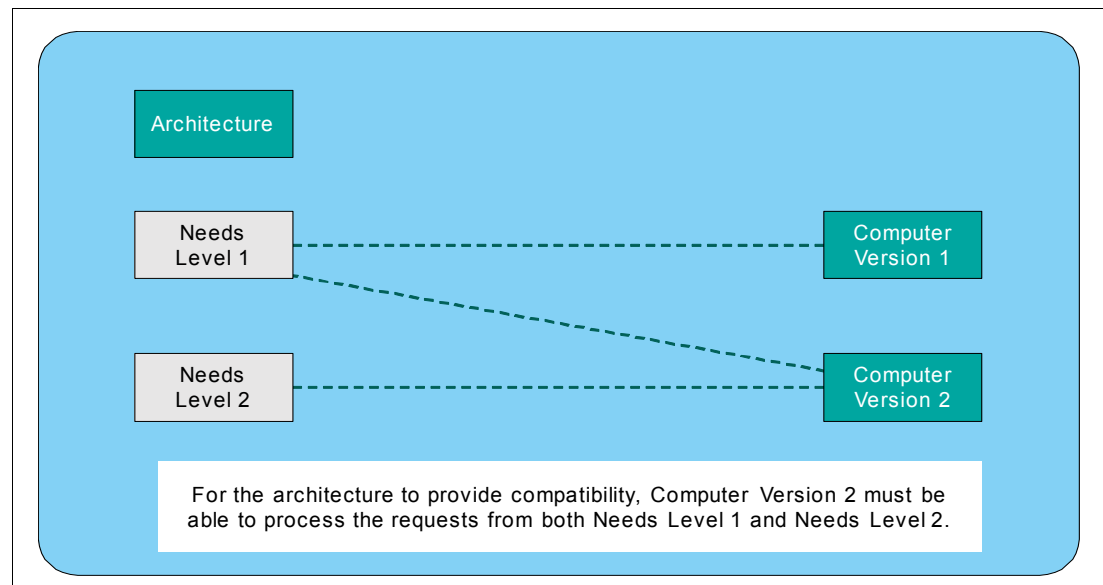 Architecture
Needs
Level 1
Computer
Version 1
Needs
Level 2
Computer
Version 2
For the architecture to provide compatibility, Computer Version 2 must be
able to process the requests from both Needs Level 1 and Needs Level 2.